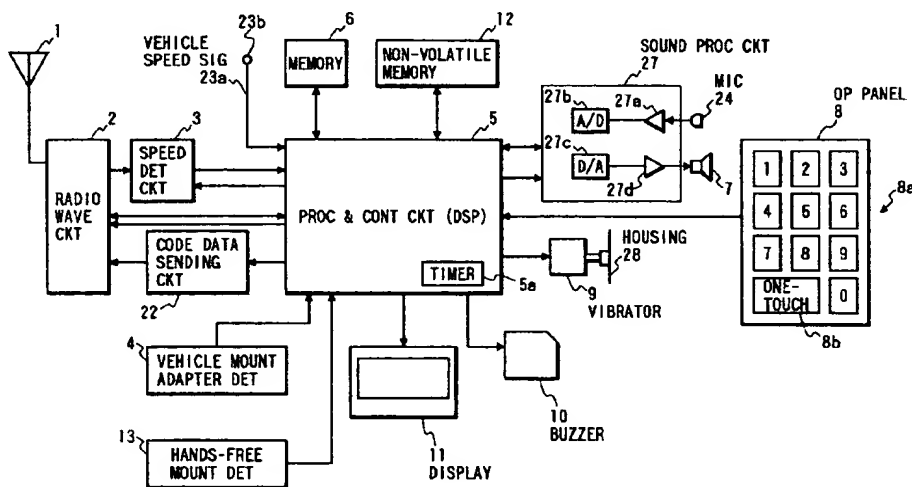 23b
1
VEHICLE
SPEED SIG
23a
6
MEMORY
12
NON-VOLATILE
MEMORY
SOUND PROC CKT
27
MIC
24
27b
A/D
27a
27c
D/A
27d
7
OP PANEL
8
8a
1 2 3
4 5 6
7 8 9
ONE-
TOUCH
0
8b
2
RADIO
WAVE
CKT
3
SPEED
DET
CKT
5
PROC & CONT CKT (DSP)
TIMER
5a
CODE DATA
SENDING
CKT
22
HOUSING
28
9
VIBRATOR
4
VEHICLE MOUNT
ADAPTER DET
13
HANDS-FREE
MOUNT DET
11
DISPLAY
10
BUZZER